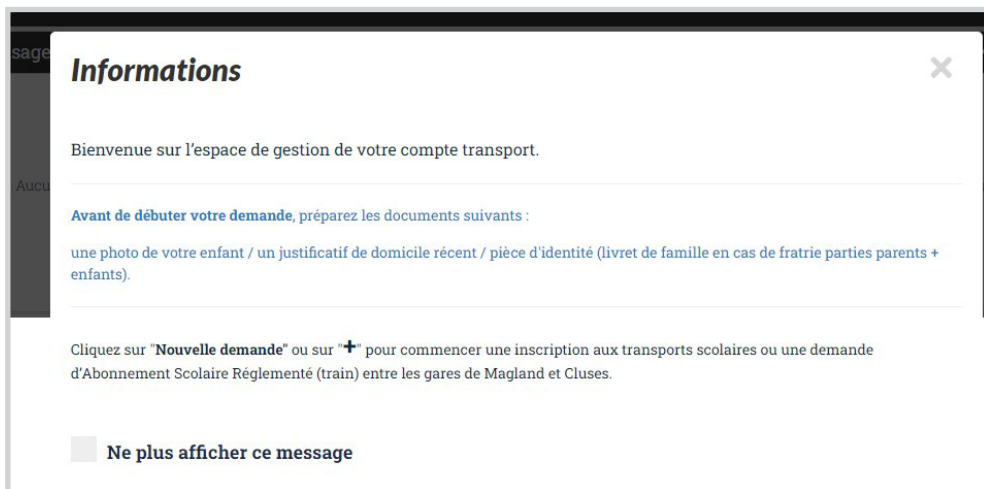 sage
Informations
Bienvenue sur l'espace de gestion de votre compte transport.
Aucu
Avant de débuter votre demande, préparez les documents suivants :
une photo de votre enfant / un justificatif de domicile récent / pièce d'identité (livret de famille en cas de fratrie parties parents +
enfants).
Cliquez sur "Nouvelle demande" ou sur "+" pour commencer une inscription aux transports scolaires ou une demande
d'Abonnement Scolaire Réglementé (train) entre les gares de Magland et Cluses.
Ne plus afficher ce message